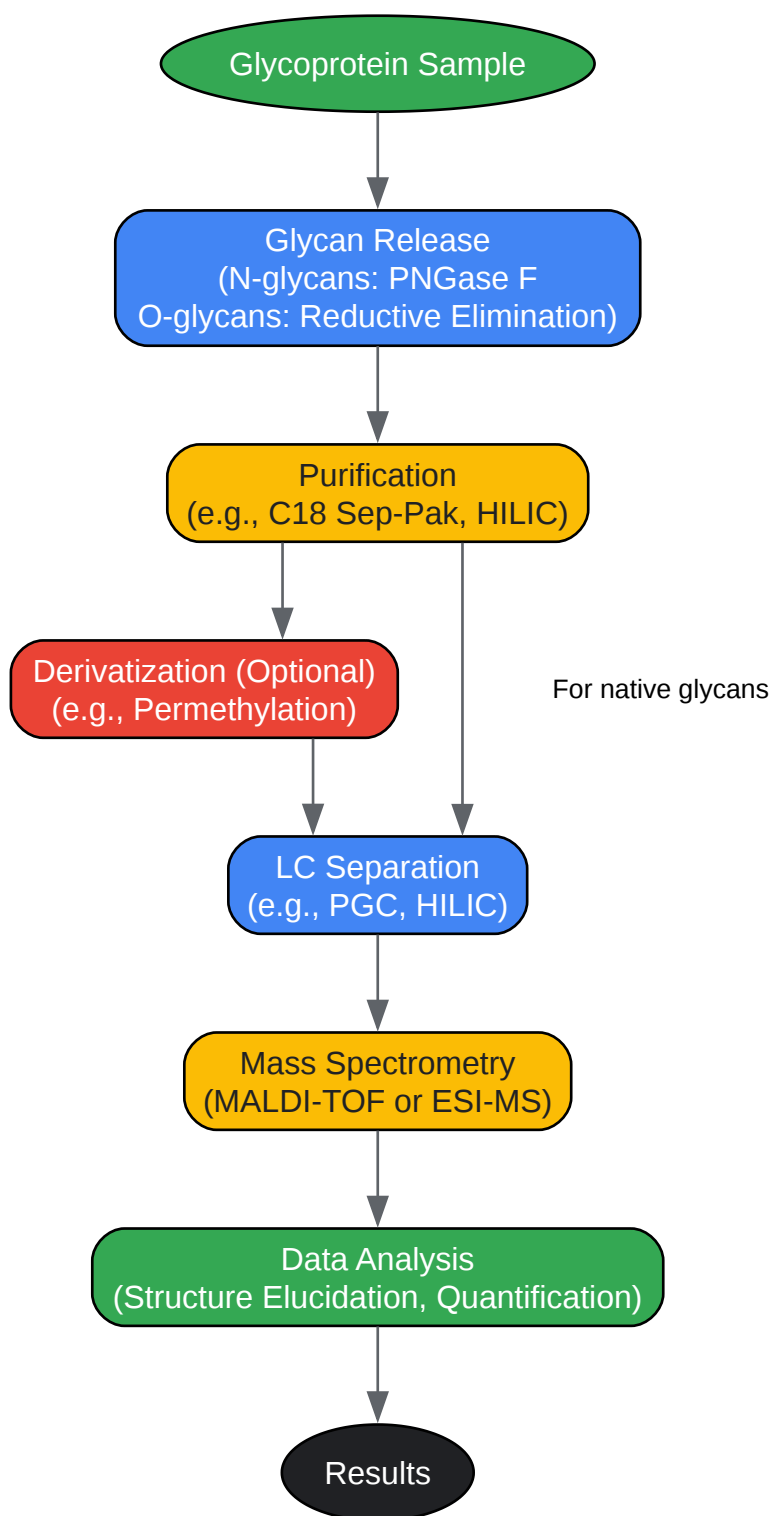 Glycoprotein Sample
Glycan Release
(N-glycans: PNGase F
O-glycans: Reductive Elimination)
Purification
(e.g., C18 Sep-Pak, HILIC)
Derivatization (Optional)
(e.g., Permethylation)
For native glycans
LC Separation
(e.g., PGC, HILIC)
Mass Spectrometry
(MALDI-TOF or ESI-MS)
Data Analysis
(Structure Elucidation, Quantification)
Results